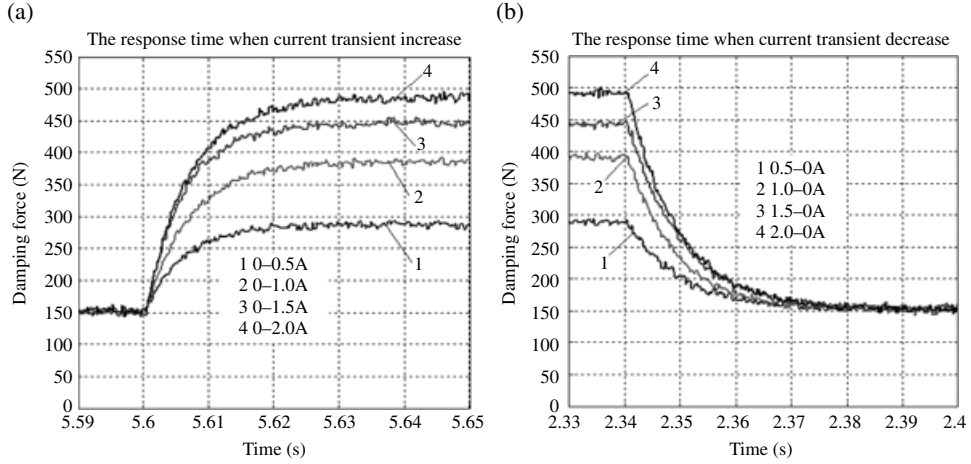 (a)
The response time when current transient increase
550
500
450
400
350
300
250
200
150
100
50
0
Damping force (N)
4
3
2
1
1 0–0.5A
2 0–1.0A
3 0–1.5A
4 0–2.0A
5.59 5.6 5.61 5.62 5.63 5.64 5.65
Time (s)
(b)
The response time when current transient decrease
550
500
450
400
350
300
250
200
150
100
50
0
Damping force (N)
4
3
2
1
1 0.5–0A
2 1.0–0A
3 1.5–0A
4 2.0–0A
2.33 2.34 2.35 2.36 2.37 2.38 2.39 2.4
Time (s)